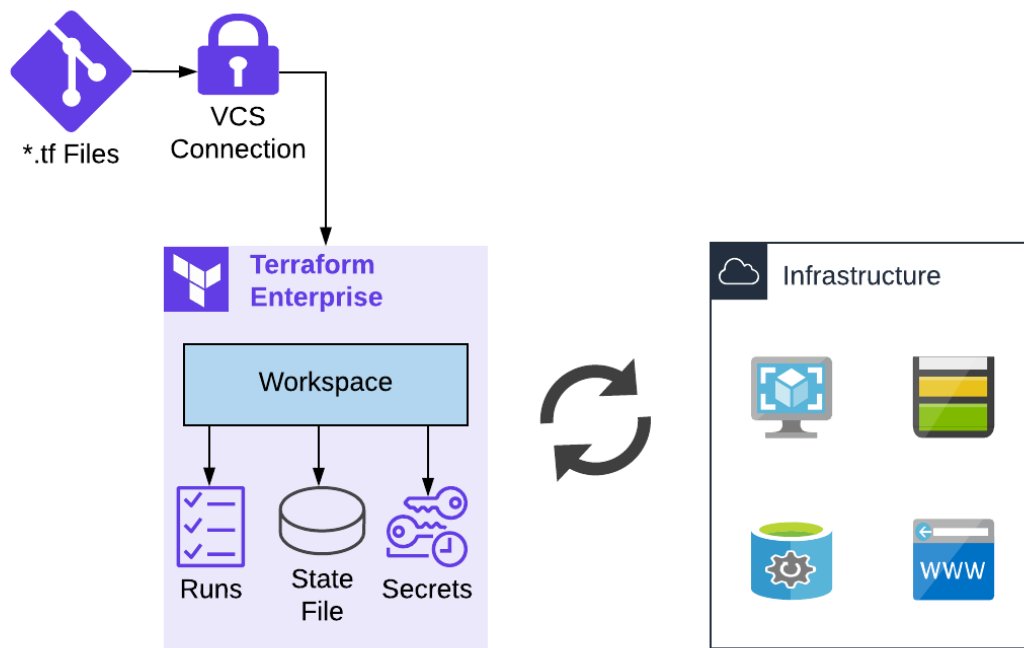 *.tf Files
VCS
Connection
Terraform
Enterprise
Workspace
Runs
State
File
Secrets
Infrastructure
WWW